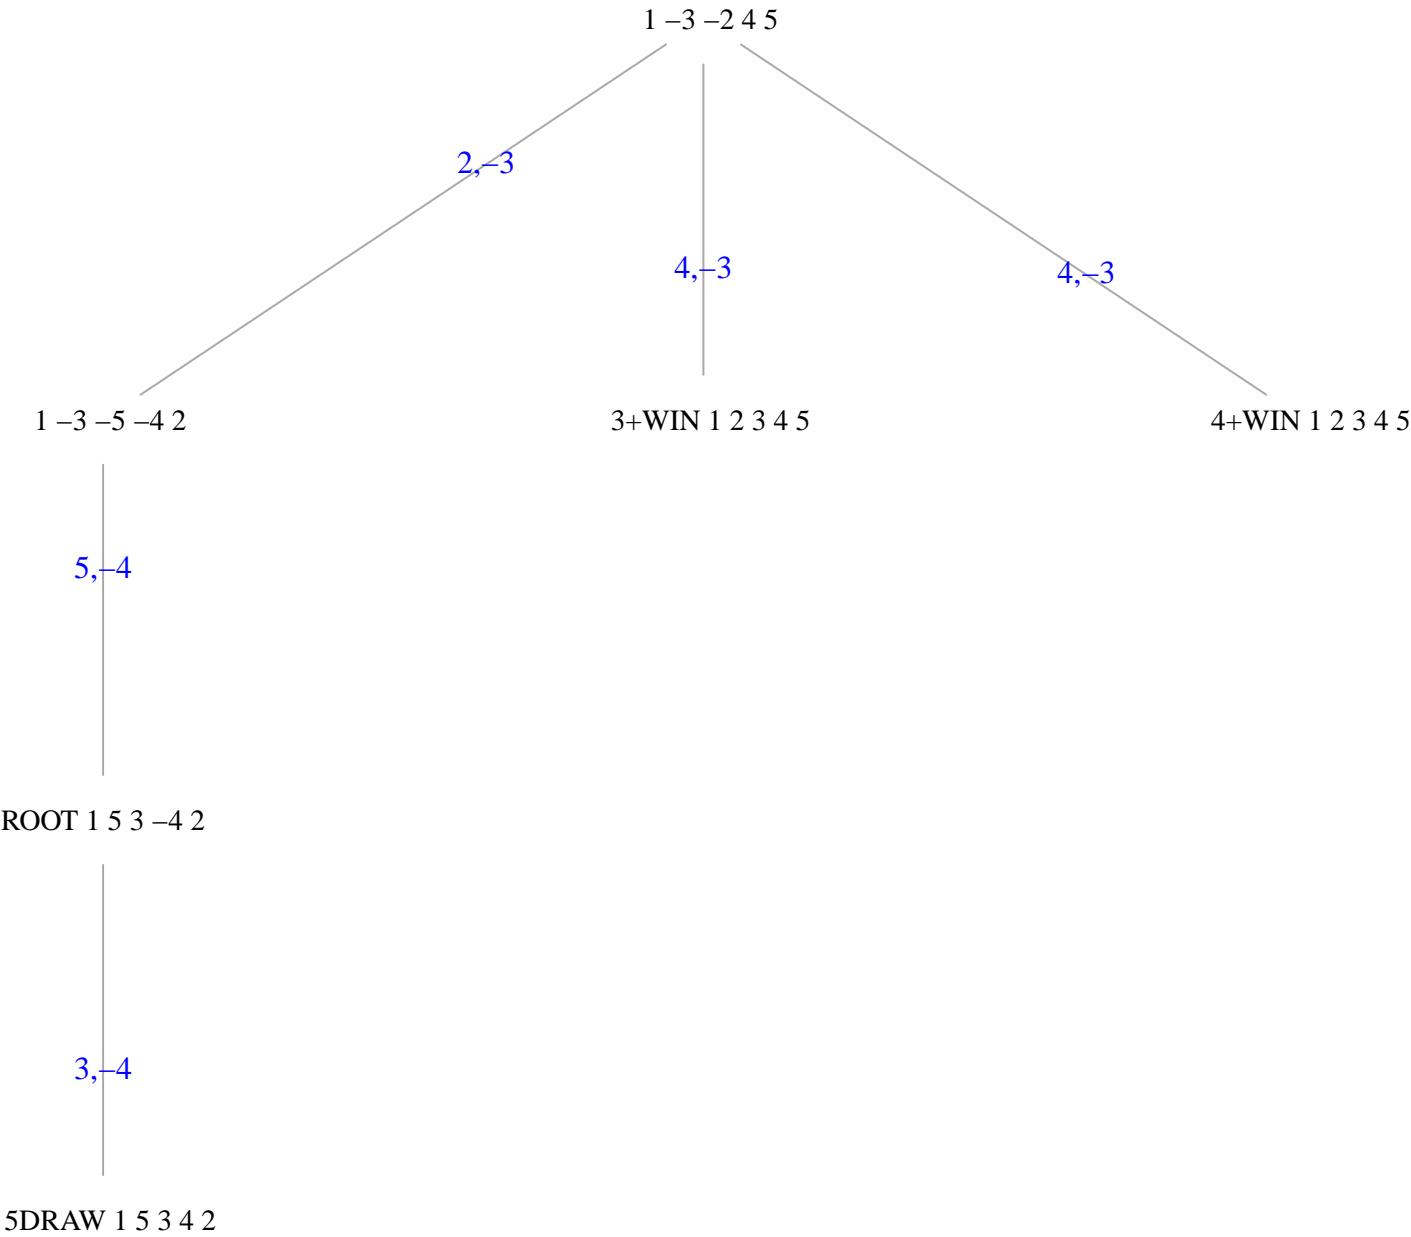 1 –3 –2 4 5
2,–3
4,–3
4,–3
1 –3 –5 –4 2
3+WIN 1 2 3 4 5
4+WIN 1 2 3 4 5
5,–4
ROOT 1 5 3 –4 2
3,–4
5DRAW 1 5 3 4 2